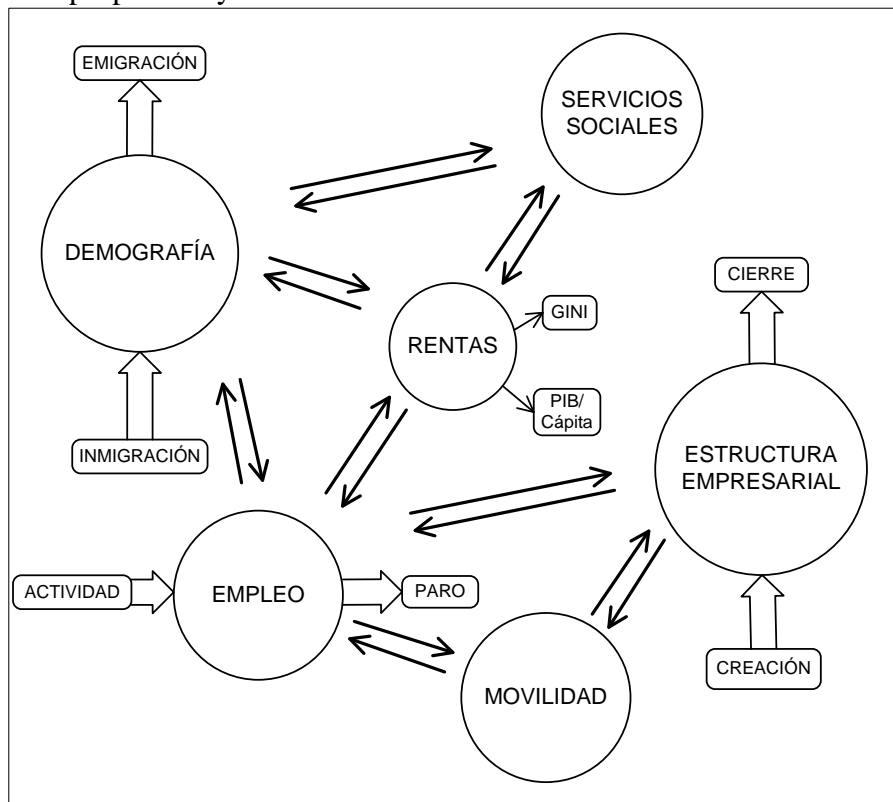 EMIGRACIÓN
SERVICIOS
SOCIALES
DEMOGRAFÍA
CIERRE
GINI
RENTAS
PIB/
Cápita
INMIGRACIÓN
ESTRUCTURA
EMPRESARIAL
ACTIVIDAD
EMPLEO
PARO
CREACIÓN
MOVILIDAD